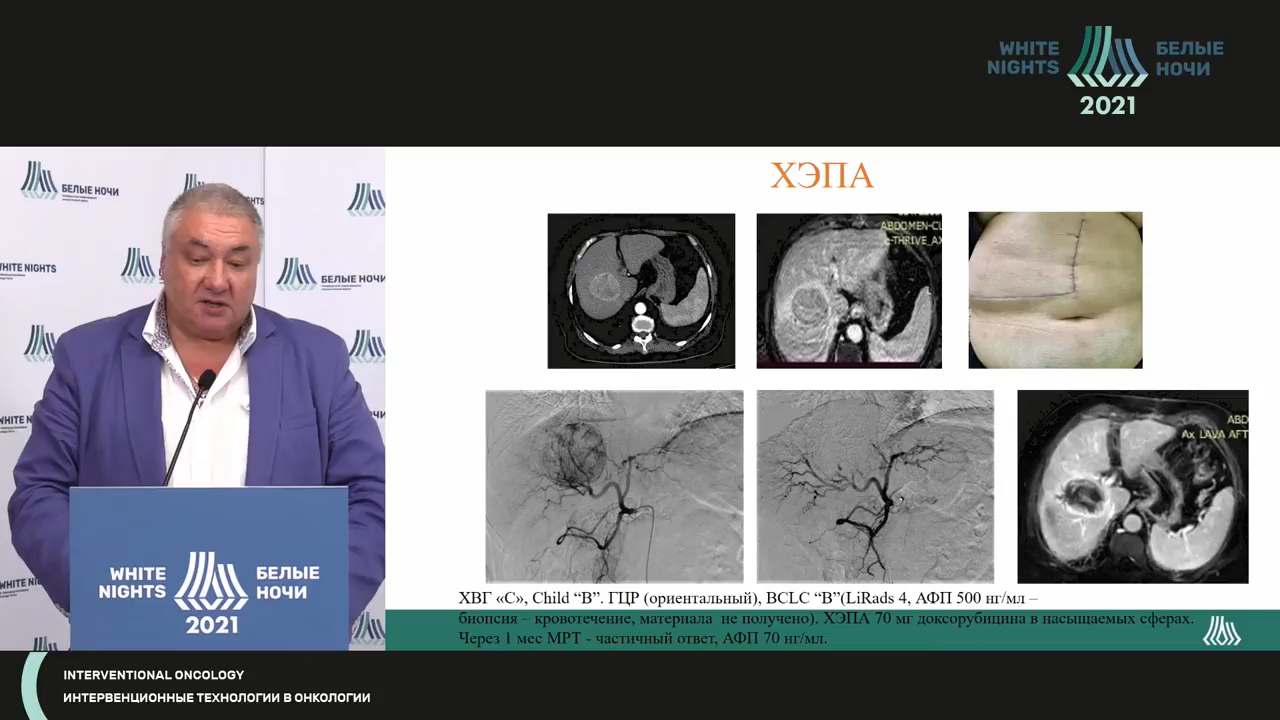 WHITE
NIGHTS
БЕЛЫЕ
НОЧИ
2021
ХЭПА
БЕЛЫЕ НОЧИ
WHITE NIGHTS
БЕЛЫЕ НОЧИ
ABDOMEN-CL
e-THRIVE_AX
ABD
Ax LAVA AFT
WHITE
NIGHTS
БЕЛЫЕ
НОЧИ
2021
ХВГ «С», Child “B”. ГЦР (ориентальный), BCLC “B”(LiRads 4, АФП 500 нг/мл –
биопсия – кровотечение, материала не получено). ХЭПА 70 мг доксорубицина в насыщаемых сферах.
Через 1 мес МРТ - частичный ответ, АФП 70 нг/мл.
INTERVENTIONAL ONCOLOGY
ИНТЕРВЕНЦИОННЫЕ ТЕХНОЛОГИИ В ОНКОЛОГИИ